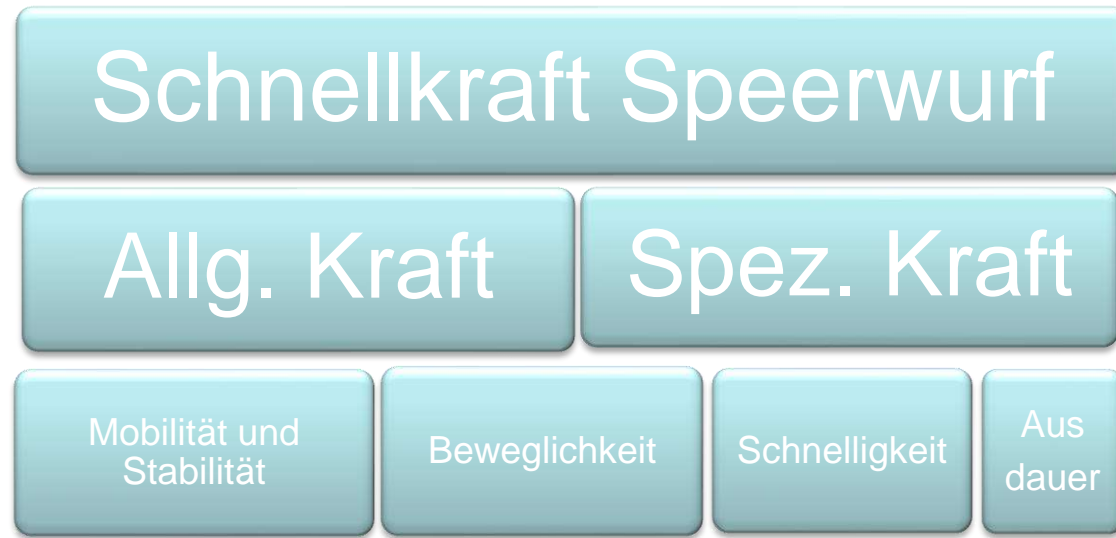 Schnellkraft Speerwurf
Allg. Kraft
Spez. Kraft
Mobilität und
Stabilität
Beweglichkeit
Schnelligkeit
Aus
dauer